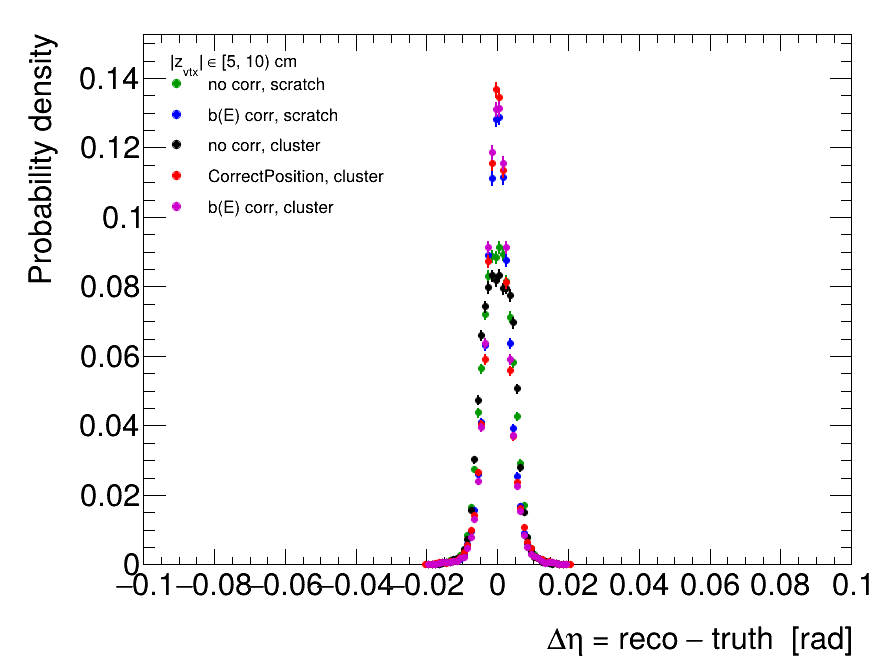 Probability density
|z_vtx| ∈ [5, 10) cm
no corr, scratch
b(E) corr, scratch
no corr, cluster
CorrectPosition, cluster
b(E) corr, cluster
0.14
0.12
0.1
0.08
0.06
0.04
0.02
0
−0.1 −0.08 −0.06 −0.04 −0.02 0 0.02 0.04 0.06 0.08 0.1
Δη = reco − truth [rad]